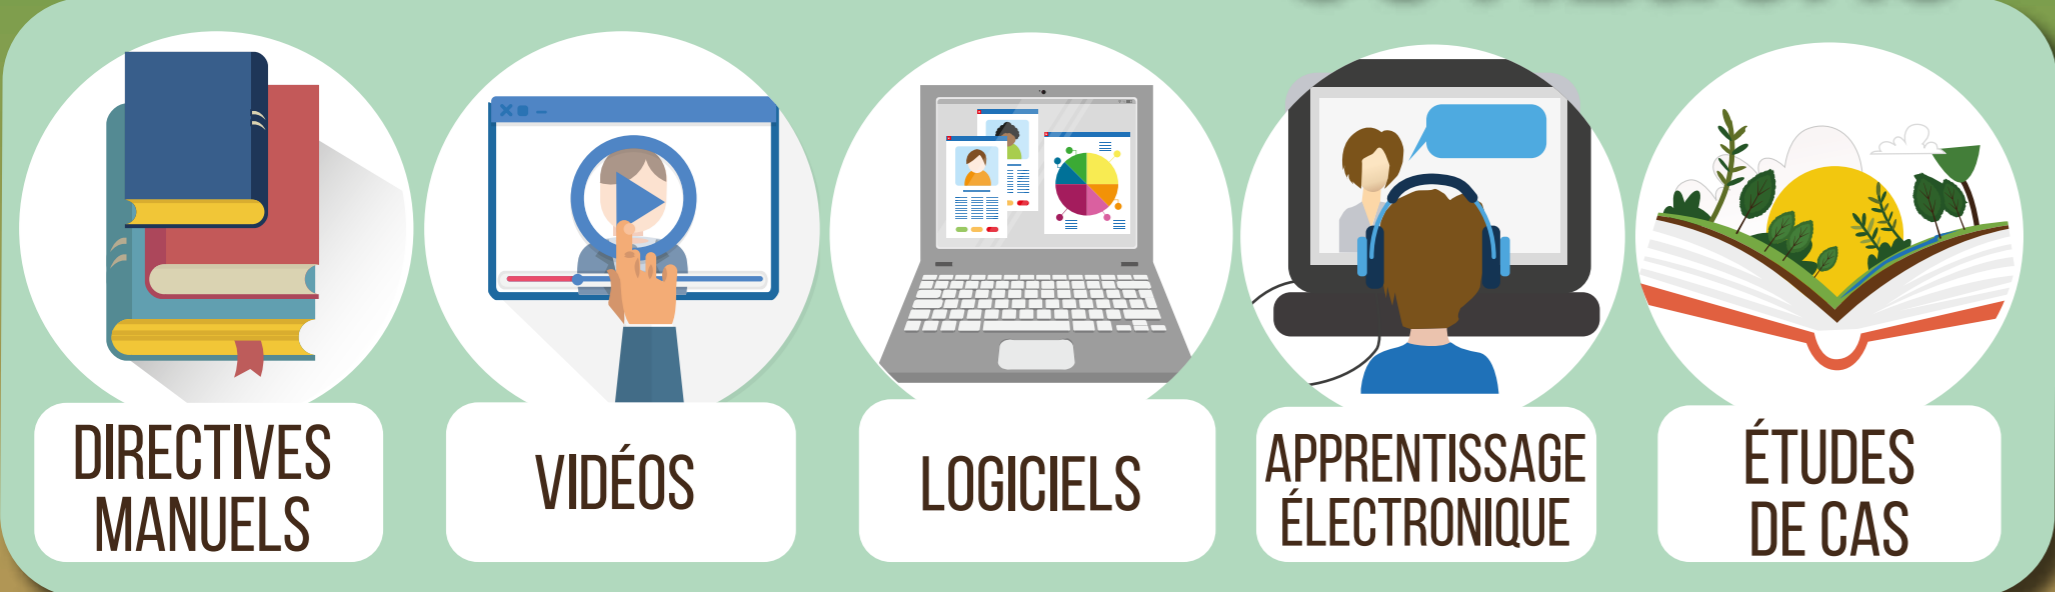 DIRECTIVES
MANUELS
VIDÉOS
LOGICIELS
APPRENTISSAGE
ÉLECTRONIQUE
ÉTUDES
DE CAS